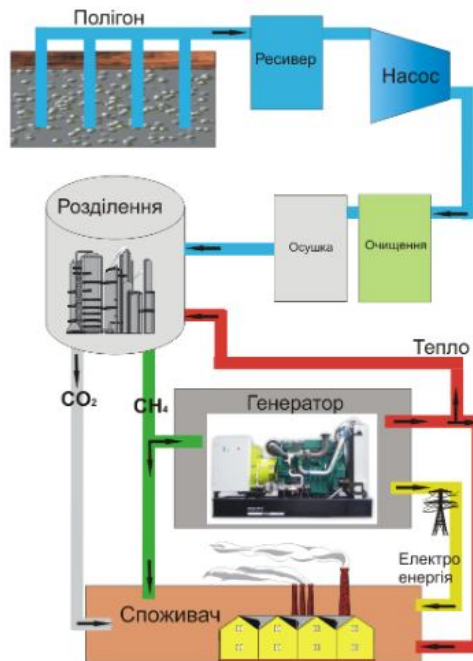 Полігон
Ресивер
Насос
Розділення
Осушка
Очищення
Тепло
CO₂
CH₄
Генератор
Електро
енергія
Споживач